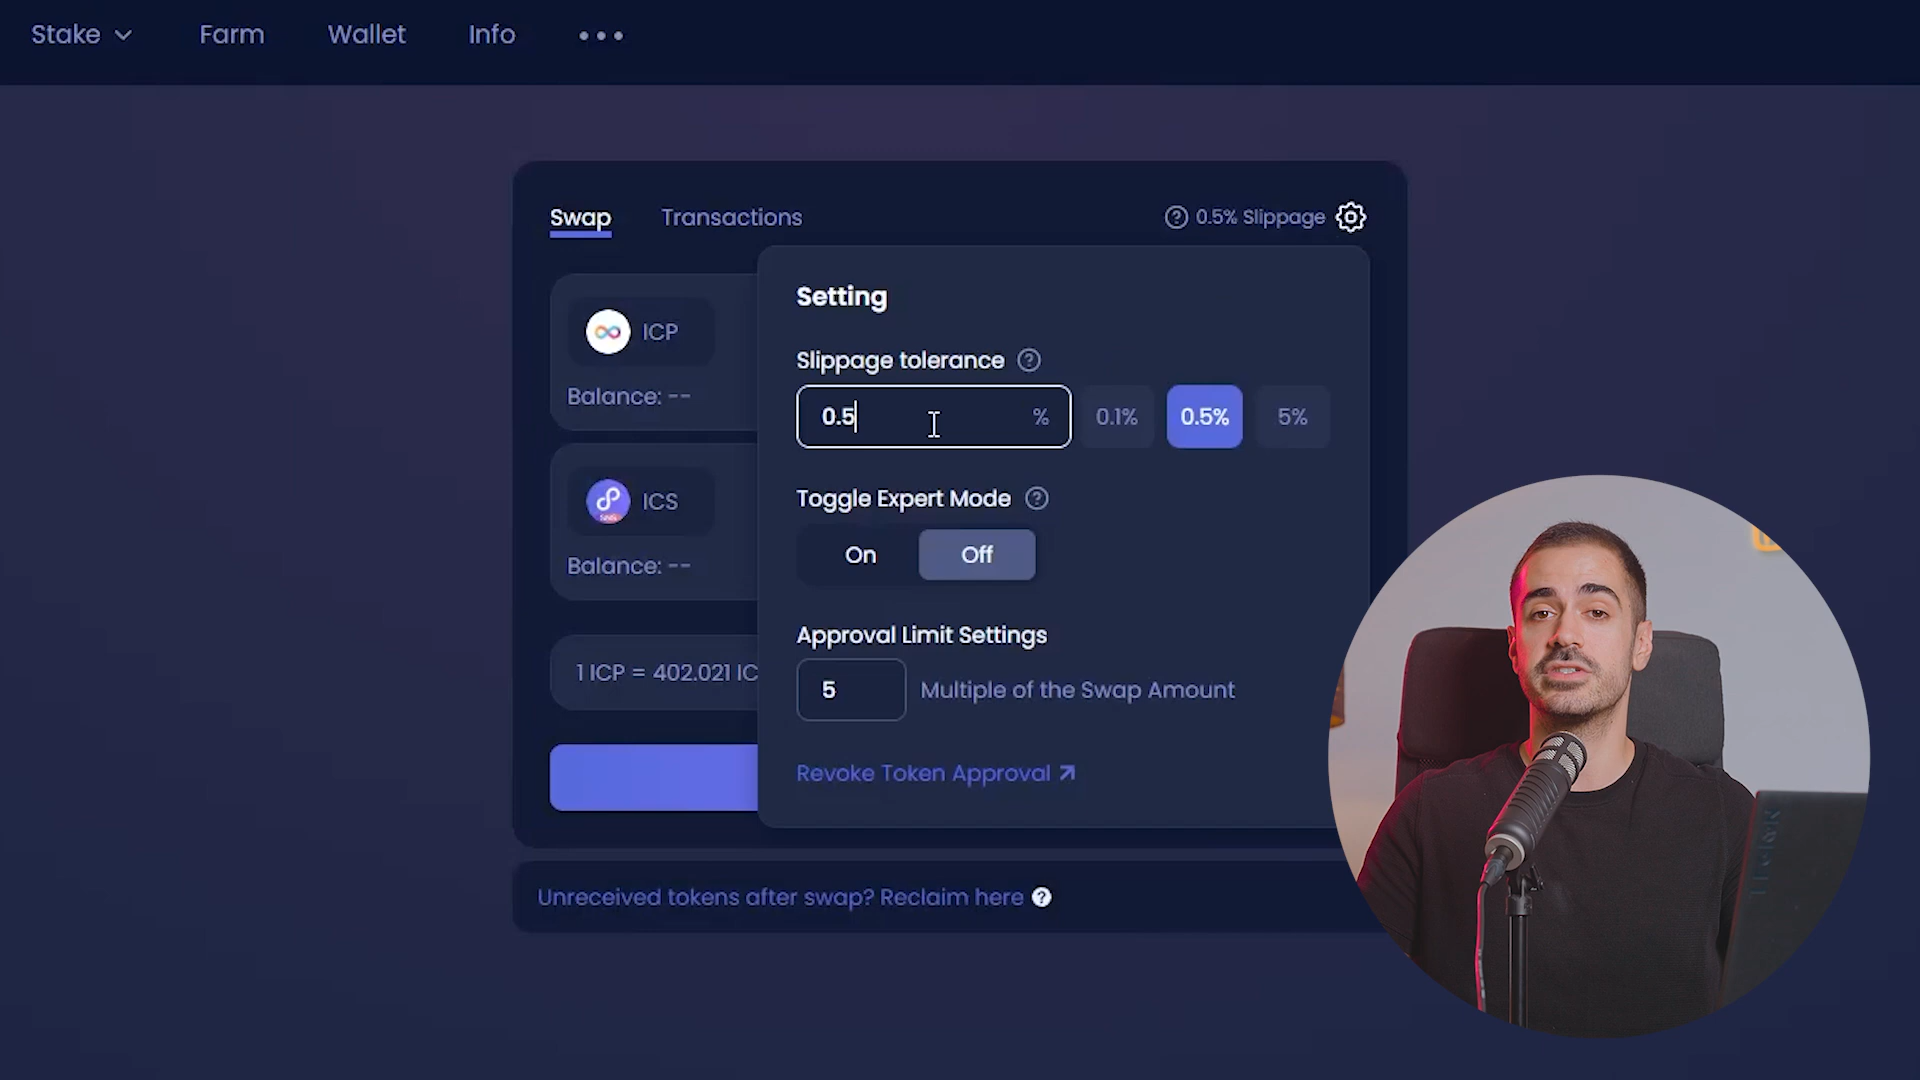 Stake Farm Wallet Info
Swap Transactions 0.5% Slippage
Setting
ICP
Slippage tolerance
Balance: --
0.5 % 0.1% 0.5% 5%
ICS
Toggle Expert Mode
On Off
Balance: --
Approval Limit Settings
1 ICP = 402.021 IC
5 Multiple of the Swap Amount
Revoke Token Approval
Unreceived tokens after swap? Reclaim here